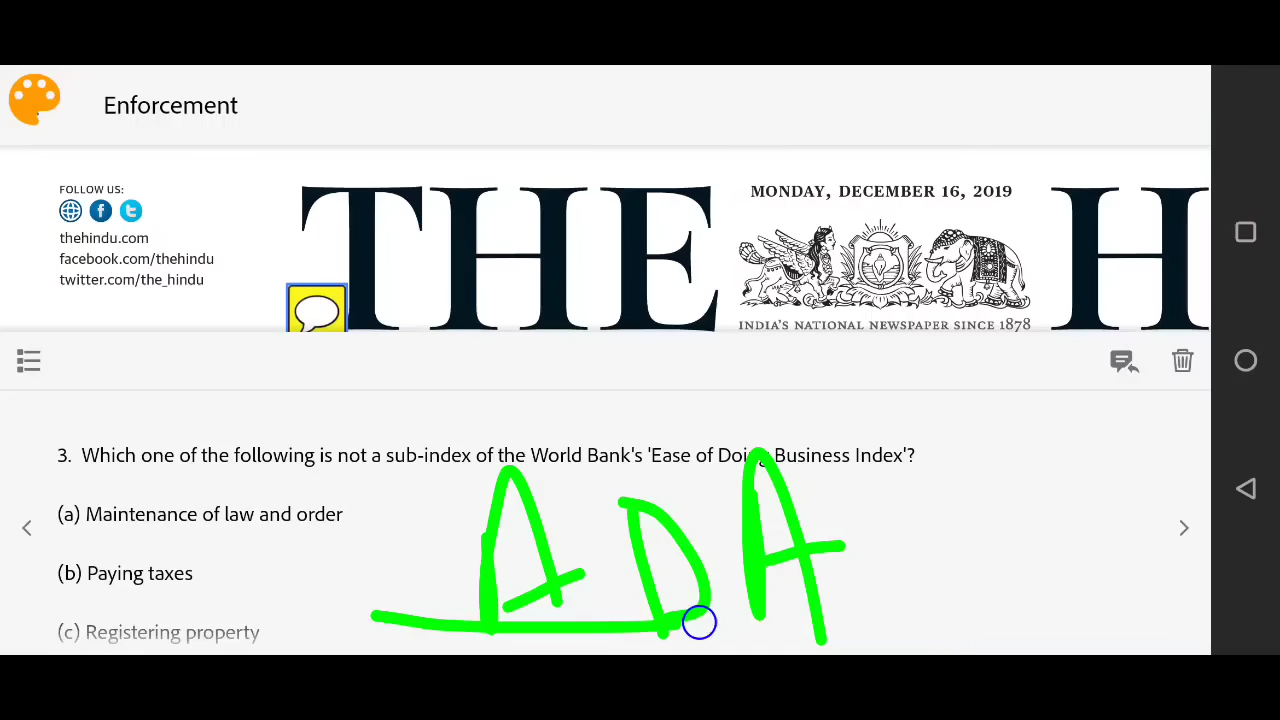 Enforcement
FOLLOW US:
thehindu.com
facebook.com/thehindu
twitter.com/the_hindu
THE H
MONDAY, DECEMBER 16, 2019
INDIA'S NATIONAL NEWSPAPER SINCE 1878
3. Which one of the following is not a sub-index of the World Bank's 'Ease of Doing Business Index'?
(a) Maintenance of law and order
(b) Paying taxes
(c) Registering property
ADA